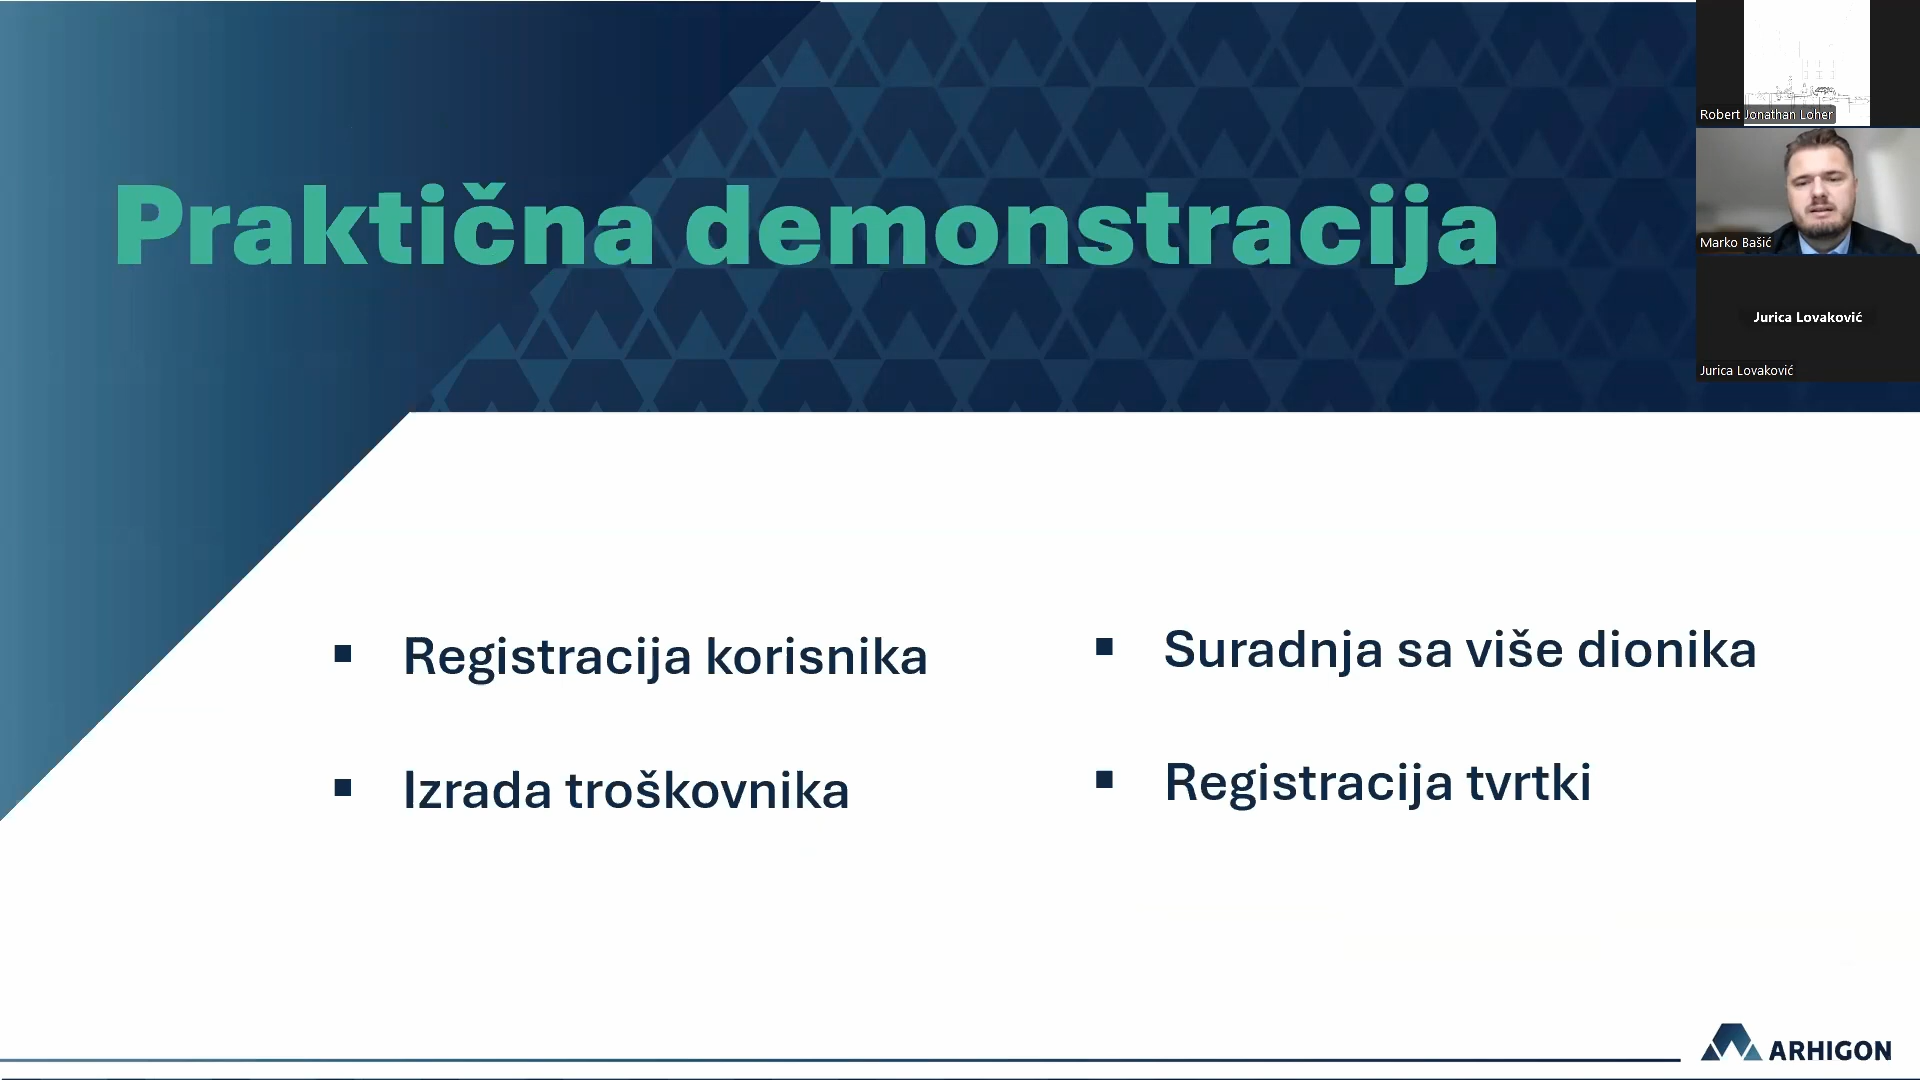 Praktična demonstracija
Registracija korisnika
Izrada troškovnika
Suradnja sa više dionika
Registracija tvrtki
ARHIGON
Robert Jonathan Loher
Marko Bašić
Jurica Lovaković
Jurica Lovaković